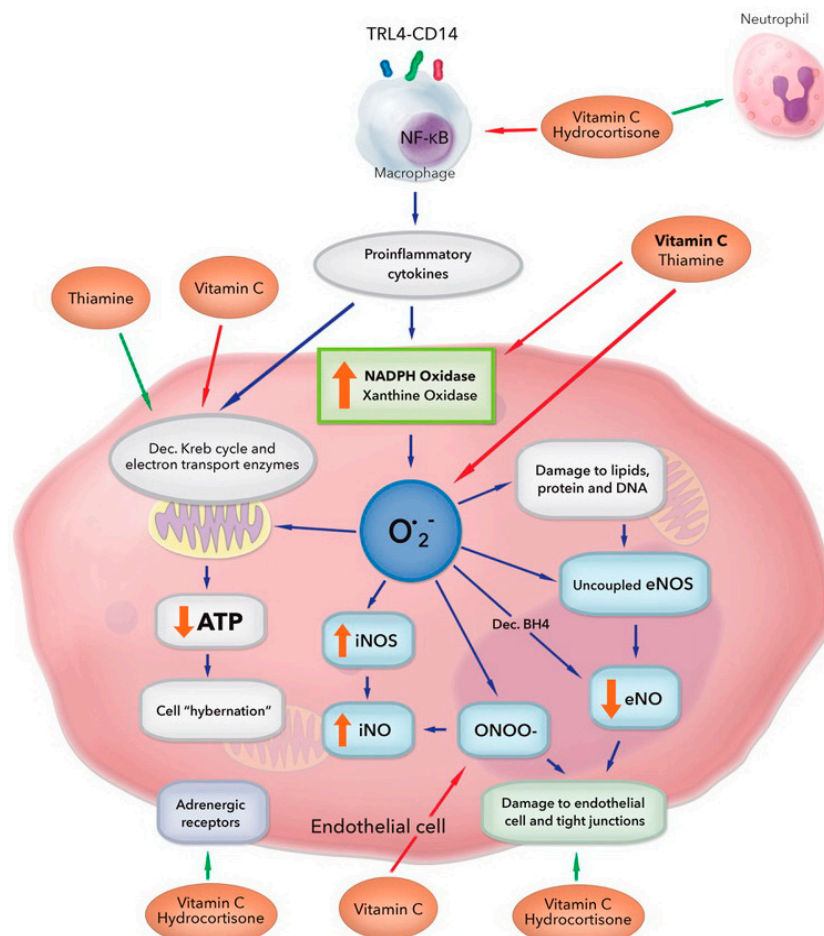 Neutrophil
TRL4-CD14
Vitamin C
Hydrocortisone
NF-κB
Macrophage
Proinflammatory
cytokines
Vitamin C
Thiamine
Thiamine
Vitamin C
NADPH Oxidase
Xanthine Oxidase
Dec. Kreb cycle and
electron transport enzymes
Damage to lipids,
protein and DNA
O₂˙⁻
Uncoupled eNOS
ATP
iNOS
Dec. BH4
eNO
Cell “hybernation”
iNO
ONOO-
Adrenergic
receptors
Endothelial cell
Damage to endothelial
cell and tight junctions
Vitamin C
Hydrocortisone
Vitamin C
Vitamin C
Hydrocortisone